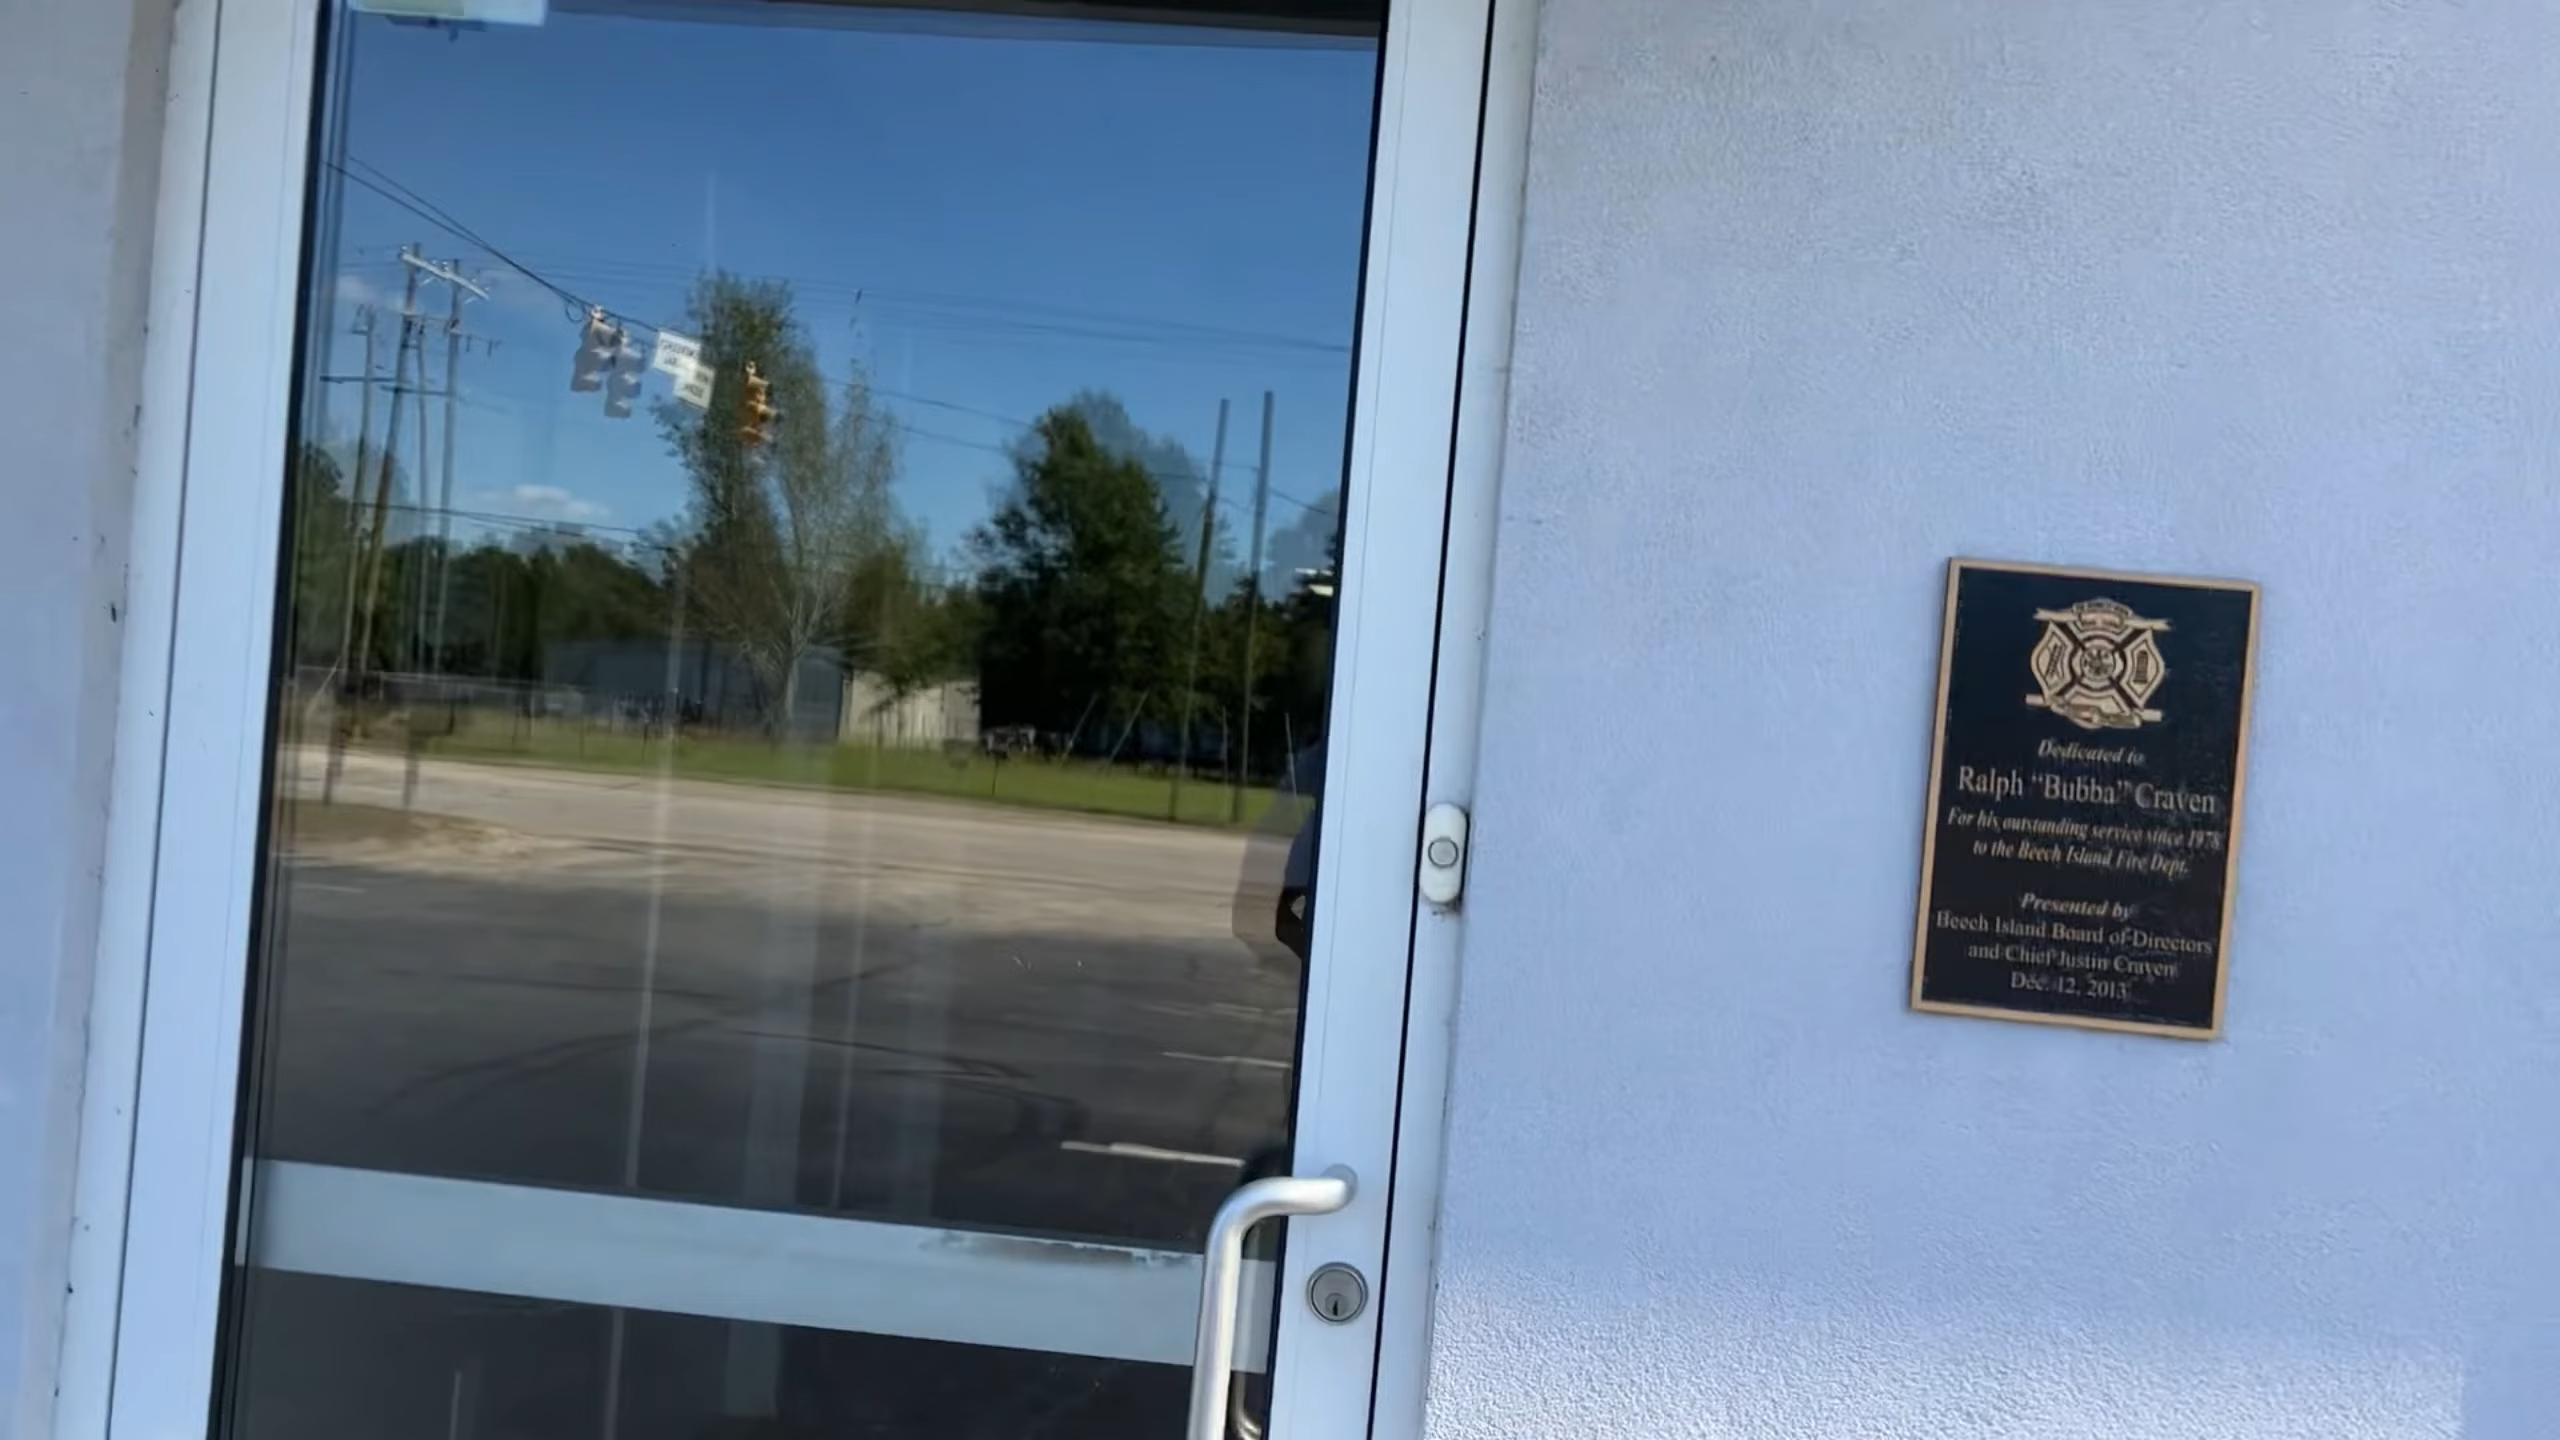 Dedicated to
Ralph "Bubba" Craven
For his outstanding service since 1978
to the Beech Island Fire Dept.
Presented by
Beech Island Board of Directors
and Chief Justin Craven
Dec. 12, 2013